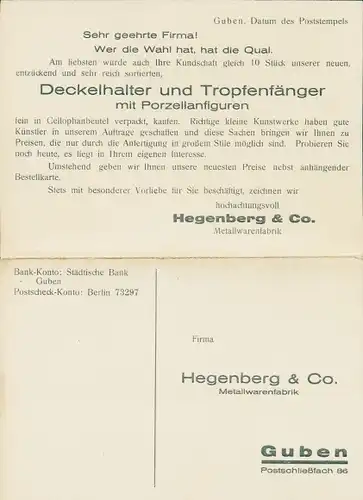 Guben, Datum des Poststempels
Sehr geehrte Firma!
Wer die Wahl hat, hat die Qual.
Am liebsten würde auch Ihre Kundschaft gleich 10 Stück unserer neuen,
entzückend und sehr reich sortierten,
Deckelhalter und Tropfenfänger
mit Porzellanfiguren
fein in Cellophanbeutel verpackt, kaufen. Richtige kleine Kunstwerke haben gute
Künstler in unserem Auftrage geschaffen und diese Sachen bringen wir Ihnen zu
Preisen, die nur durch die Anfertigung in großem Stile möglich sind. Probieren Sie
noch heute, es liegt in Ihrem eigenen Interesse.
Umstehend geben wir Ihnen unsere neuesten Preise nebst anhängender
Bestellkarte.
Stets mit besonderer Vorliebe für Sie beschäftigt, zeichnen wir
hochachtungsvoll
Hegenberg & Co.
Metallwarenfabrik
Bank-Konto: Städtische Bank
- Guben
Postscheck-Konto: Berlin 73297
Firma
Hegenberg & Co.
Metallwarenfabrik
Guben
Postschließfach 86